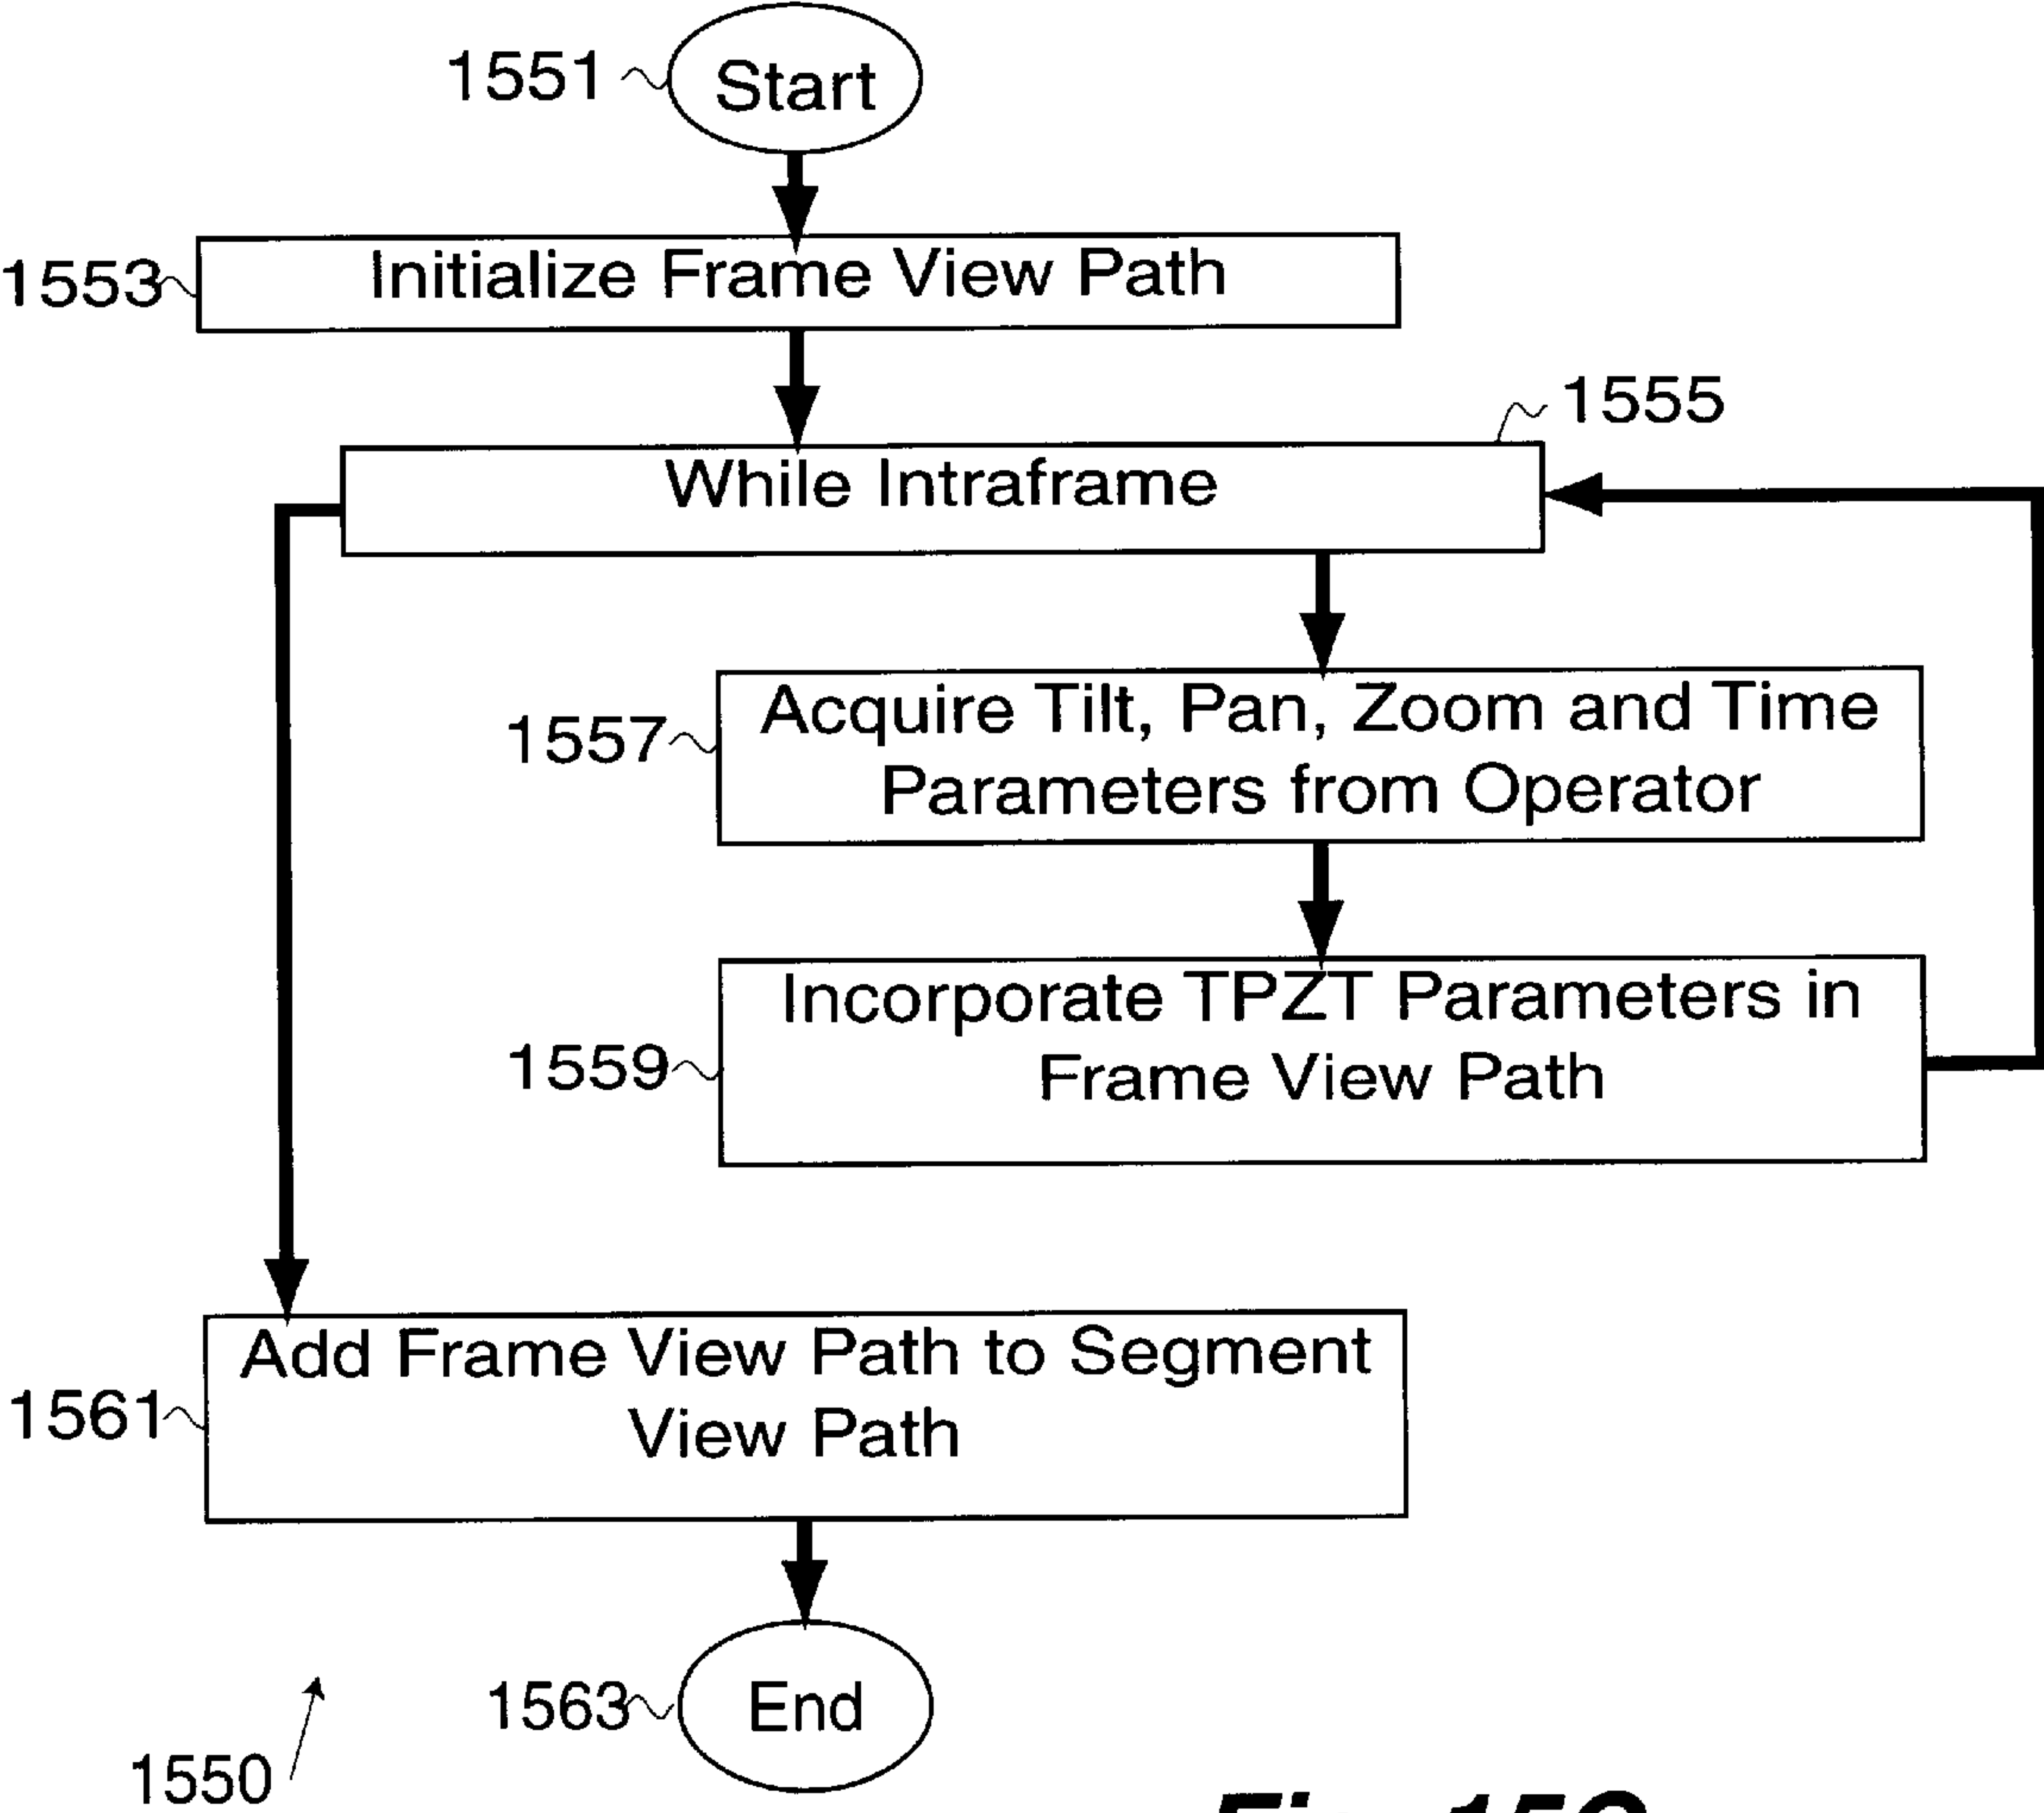 1551
Start
1553
Initialize Frame View Path
1555
While Intraframe
1557
Acquire Tilt, Pan, Zoom and Time
Parameters from Operator
1559
Incorporate TPZT Parameters in
Frame View Path
1561
Add Frame View Path to Segment
View Path
1563
End
1550